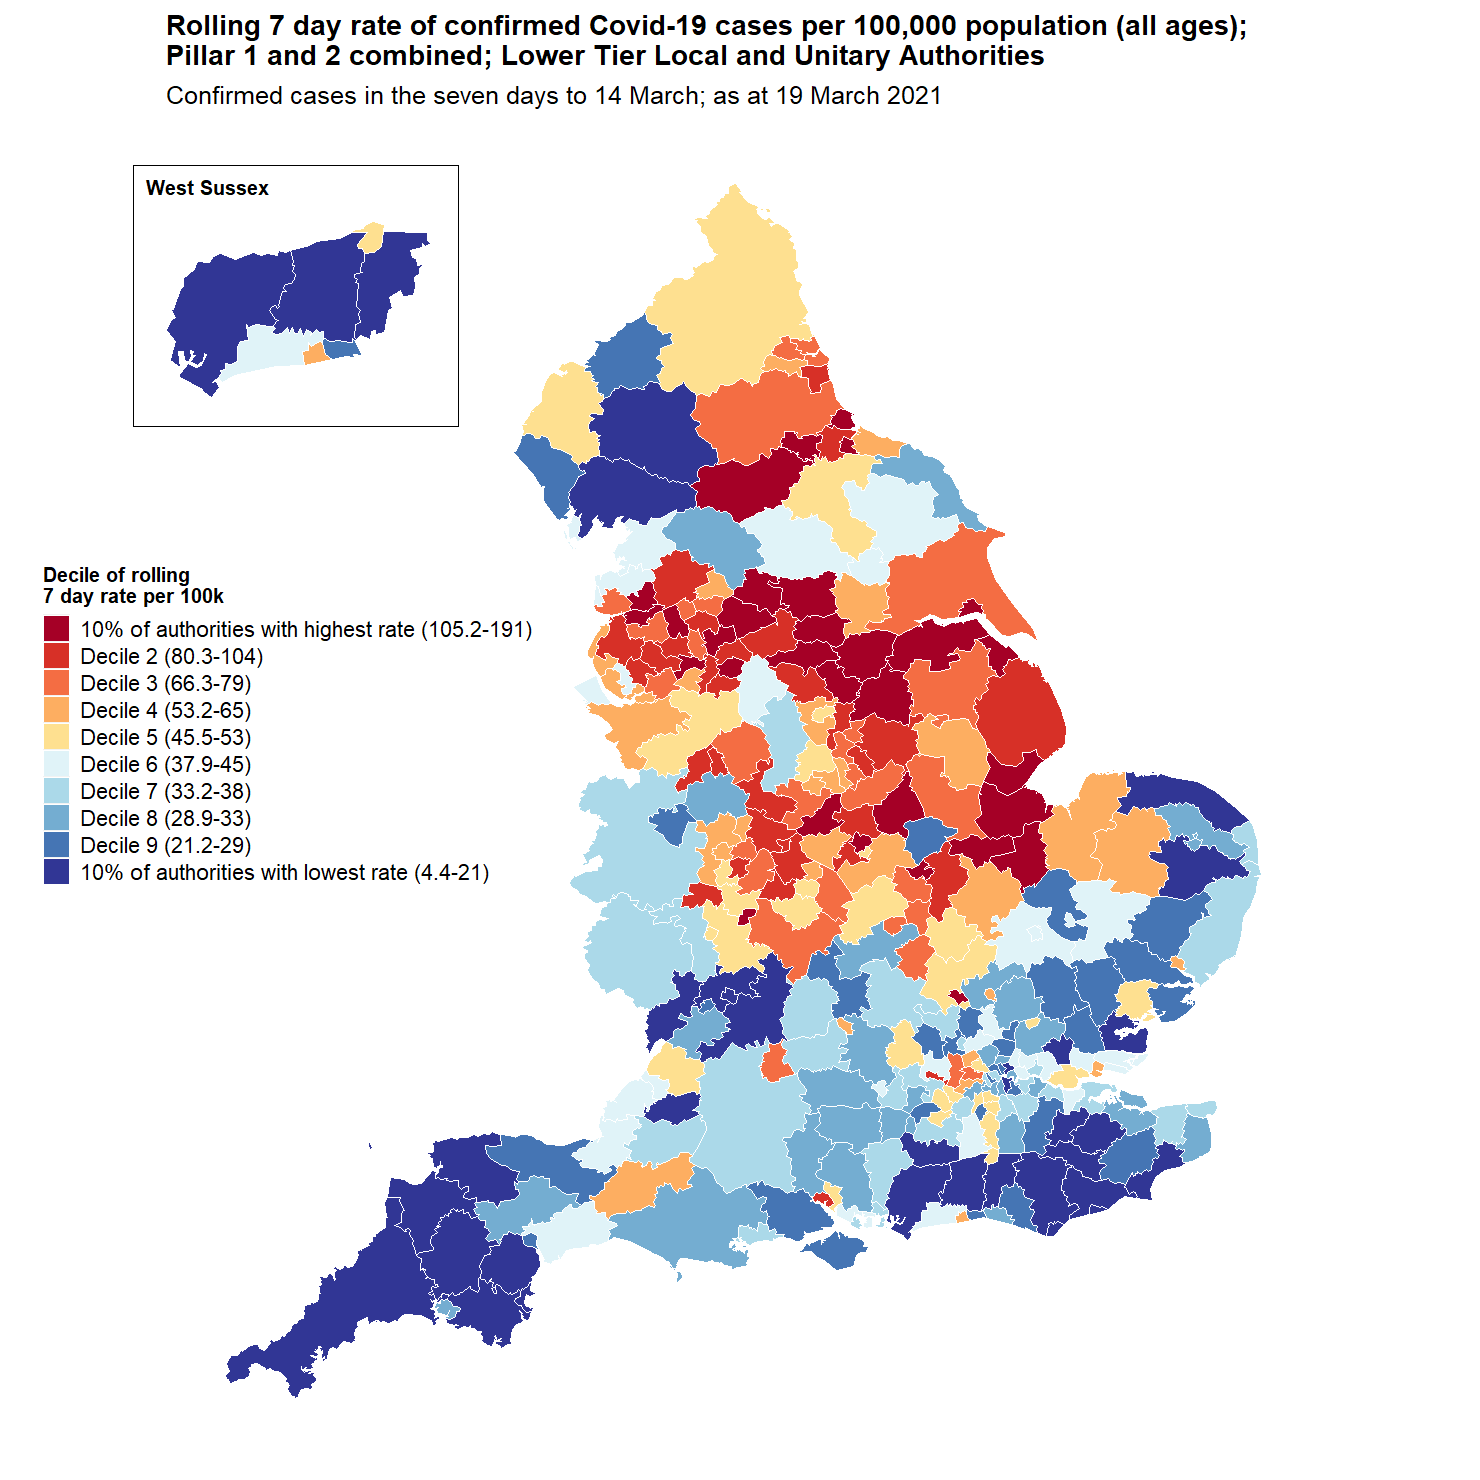 Rolling 7 day rate of confirmed Covid-19 cases per 100,000 population (all ages);
Pillar 1 and 2 combined; Lower Tier Local and Unitary Authorities
Confirmed cases in the seven days to 14 March; as at 19 March 2021
West Sussex
Decile of rolling
7 day rate per 100k
10% of authorities with highest rate (105.2-191)
Decile 2 (80.3-104)
Decile 3 (66.3-79)
Decile 4 (53.2-65)
Decile 5 (45.5-53)
Decile 6 (37.9-45)
Decile 7 (33.2-38)
Decile 8 (28.9-33)
Decile 9 (21.2-29)
10% of authorities with lowest rate (4.4-21)